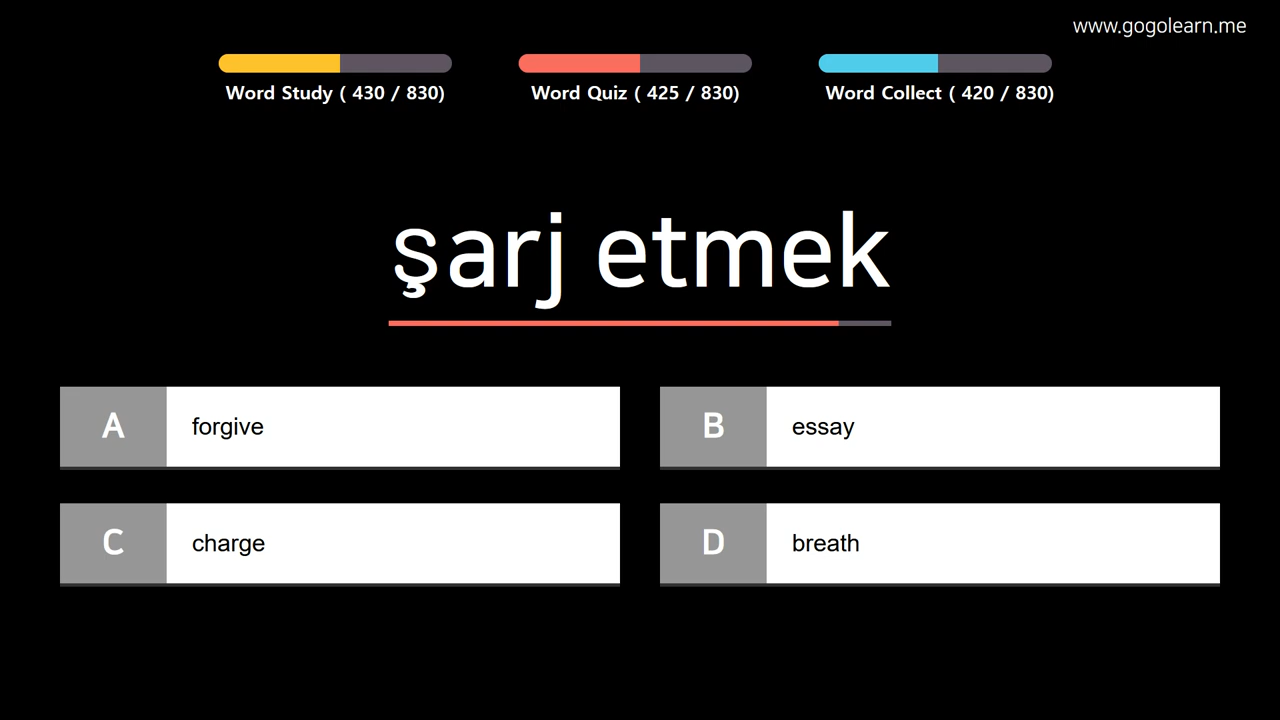 www.gogolearn.me
Word Study ( 430 / 830)
Word Quiz ( 425 / 830)
Word Collect ( 420 / 830)
şarj etmek
A forgive
B essay
C charge
D breath